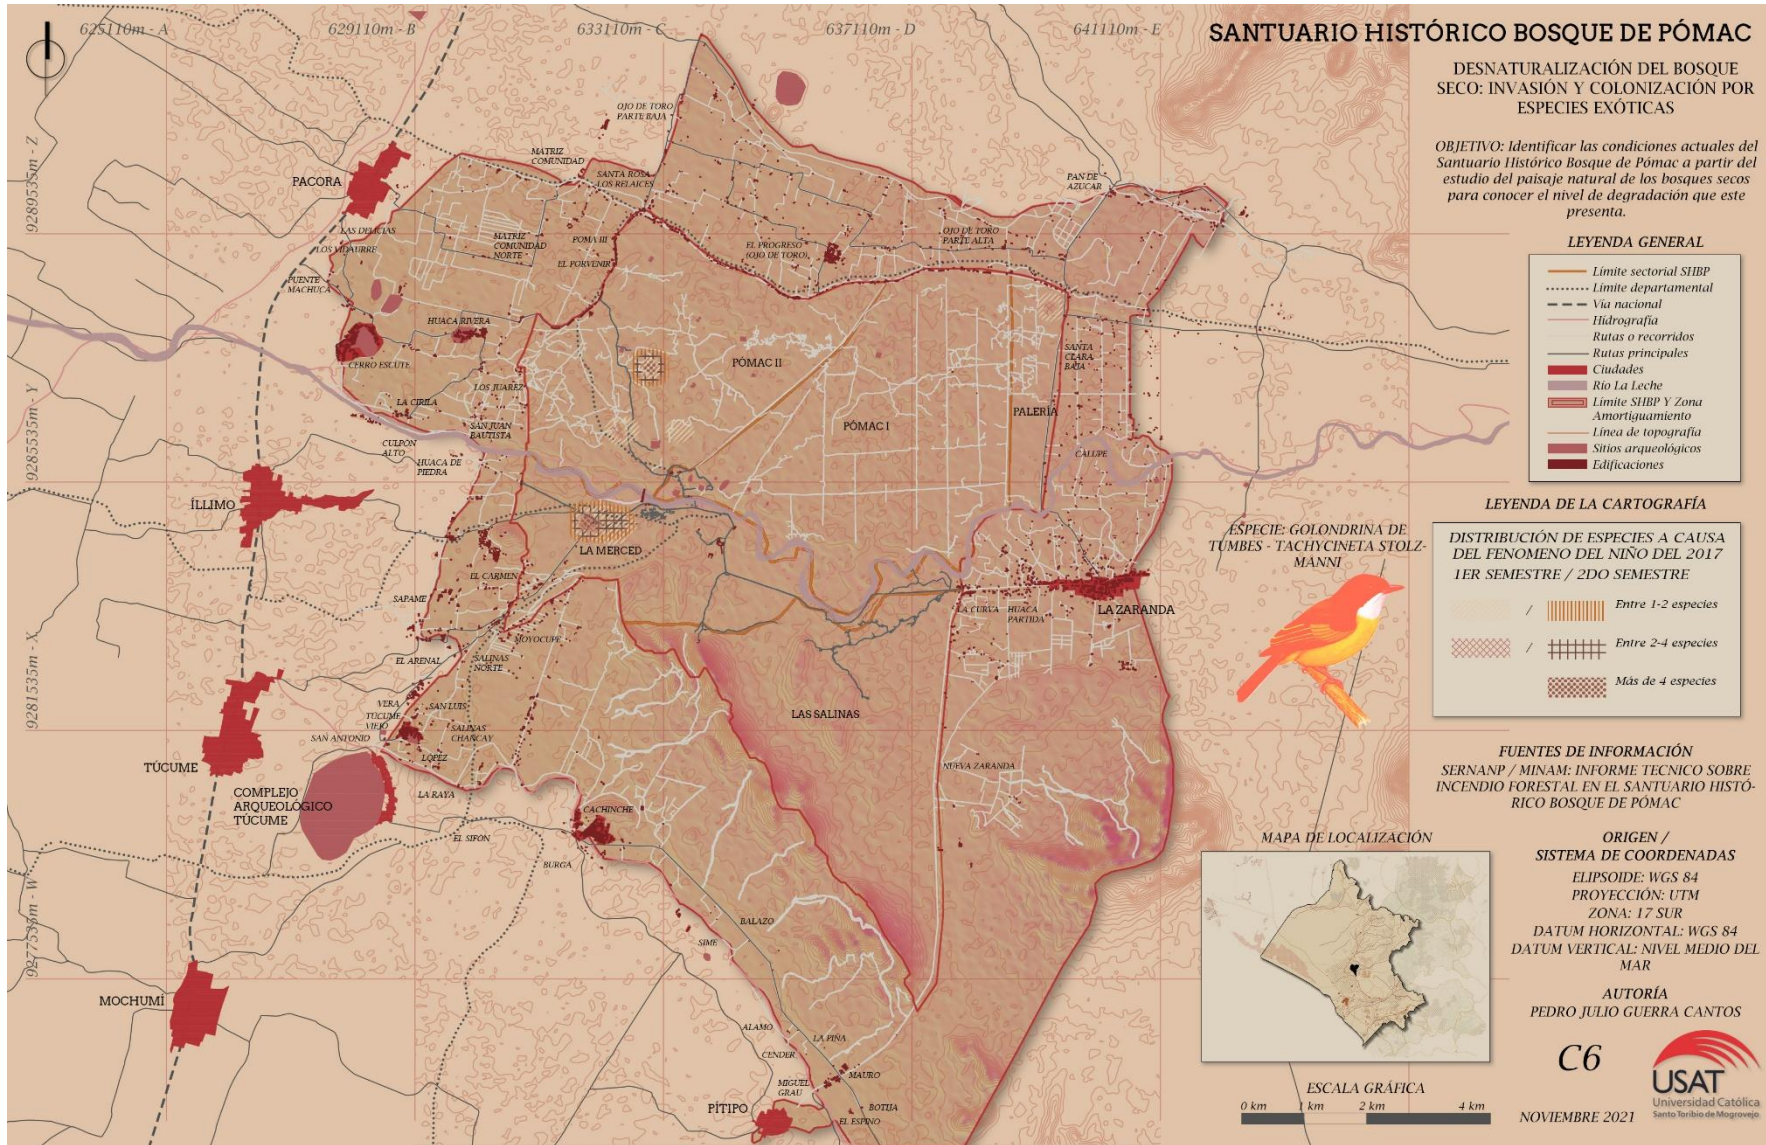 625110m - A
629110m - B
633110m - C
637110m - D
641110m - E
SANTUARIO HISTÓRICO BOSQUE DE PÓMAC
DESNATURALIZACIÓN DEL BOSQUE
SECO: INVASIÓN Y COLONIZACIÓN POR
ESPECIES EXÓTICAS
OBJETIVO: Identificar las condiciones actuales del
Santuario Histórico Bosque de Pómac a partir del
estudio del paisaje natural de los bosques secos
para conocer el nivel de degradación que este
presenta.
LEYENDA GENERAL
Límite sectorial SHBP
Límite departamental
Vía nacional
Hidrografía
Rutas o recorridos
Rutas principales
Ciudades
Río La Leche
Límite SHBP Y Zona
Amortiguamiento
Línea de topografía
Sitios arqueológicos
Edificaciones
LEYENDA DE LA CARTOGRAFÍA
DISTRIBUCIÓN DE ESPECIES A CAUSA
DEL FENOMENO DEL NIÑO DEL 2017
1ER SEMESTRE / 2DO SEMESTRE
/ Entre 1-2 especies
/ Entre 2-4 especies
Más de 4 especies
ESPECIE: GOLONDRINA DE
TUMBES - TACHYCINETA STOLZ-
MANNI
FUENTES DE INFORMACIÓN
SERNANP / MINAM: INFORME TECNICO SOBRE
INCENDIO FORESTAL EN EL SANTUARIO HISTÓ-
RICO BOSQUE DE PÓMAC
MAPA DE LOCALIZACIÓN
ORIGEN /
SISTEMA DE COORDENADAS
ELIPSOIDE: WGS 84
PROYECCIÓN: UTM
ZONA: 17 SUR
DATUM HORIZONTAL: WGS 84
DATUM VERTICAL: NIVEL MEDIO DEL
MAR
AUTORÍA
PEDRO JULIO GUERRA CANTOS
C6
USAT
Universidad Católica
Santo Toribio de Mogrovejo
NOVIEMBRE 2021
ESCALA GRÁFICA
0 km
1 km
2 km
4 km
9289535m - Z
9285535m - Y
9281535m - X
9277535m - W
OJO DE TORO
PARTE BAJA
MATRIZ
COMUNIDAD
PACORA
SANTA ROSA
LOS RELAICES
PAN DE
AZUCAR
LAS DELICIAS
LOS VIDAURRE
MATRIZ
COMUNIDAD
NORTE
POMA III
EL PORVENIR
EL PROGRESO
(OJO DE TORO)
OJO DE TORO
PARTE ALTA
PUENTE
MACHUCA
HUACA RIVERA
CERRO ESCUTE
PÓMAC II
SANTA
CLARA
BAJA
LOS JUAREZ
LA CIRILA
SAN JUAN
BAUTISTA
PÓMAC I
PALERÍA
CULPÓN
ALTO
HUACA DE
PIEDRA
CALUPE
ÍLLIMO
LA MERCED
EL CARMEN
SAPAME
LA CURVA
HUACA
PARTIDA
LA ZARANDA
MOYOCUPE
EL ARENAL
SALINAS
NORTE
VERA
TÚCUME
VIEJO
SAN LUIS
SALINAS
CHANCAY
LAS SALINAS
SAN ANTONIO
LÓPEZ
TÚCUME
NUEVA ZARANDA
COMPLEJO
ARQUEOLÓGICO
TÚCUME
LA RAYA
CACHINCHE
EL SIFÓN
BURGA
BALAZO
SIME
MOCHUMÍ
ALAMO
LA PIÑA
CENDER
MAURO
MIGUEL
GRAU
BOTIJA
PÍTIPO
EL ESPINO